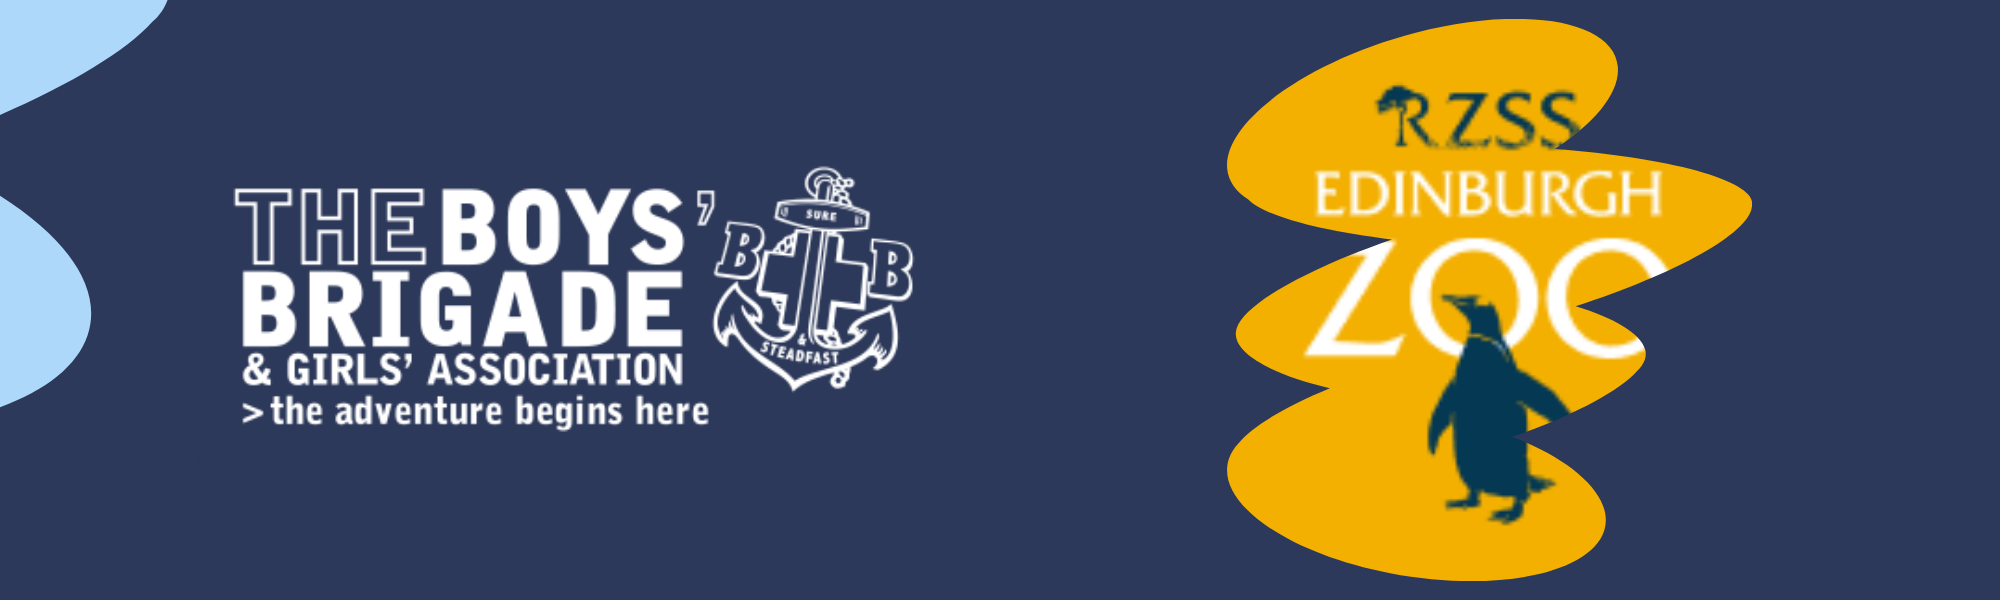 THE BOYS'
BRIGADE
& GIRLS' ASSOCIATION
>the adventure begins here
SURE
B B
&
STEADFAST
RZSS
EDINBURGH
ZOO